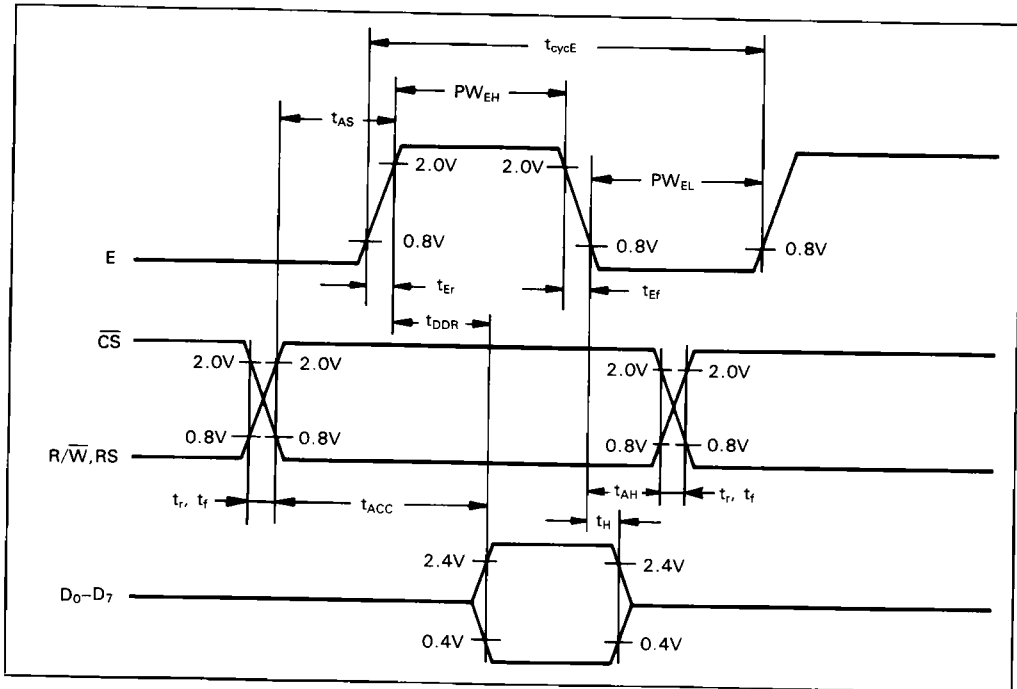 tcycE
PWEH
tAS
2.0V 2.0V
PWEL
0.8V 0.8V 0.8V
E
tEr tEf
tDDR
CS
2.0V 2.0V 2.0V 2.0V
0.8V 0.8V 0.8V 0.8V
R/W,RS
tr, tf tACC tAH tr, tf
tH
2.4V 2.4V
D0–D7
0.4V 0.4V